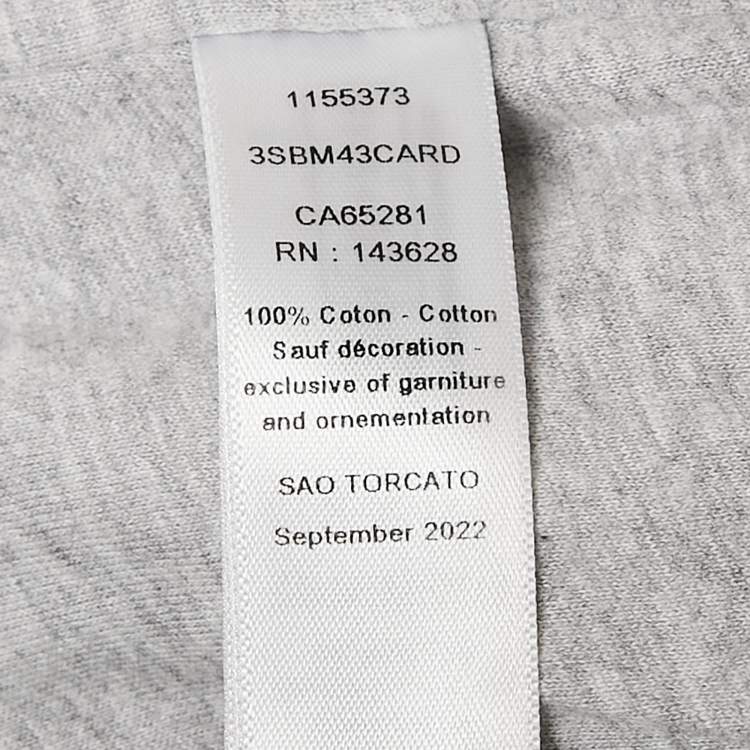 1155373
3SBM43CARD
CA65281
RN : 143628
100% Coton - Cotton
Sauf décoration -
exclusive of garniture
and ornementation
SAO TORCATO
September 2022